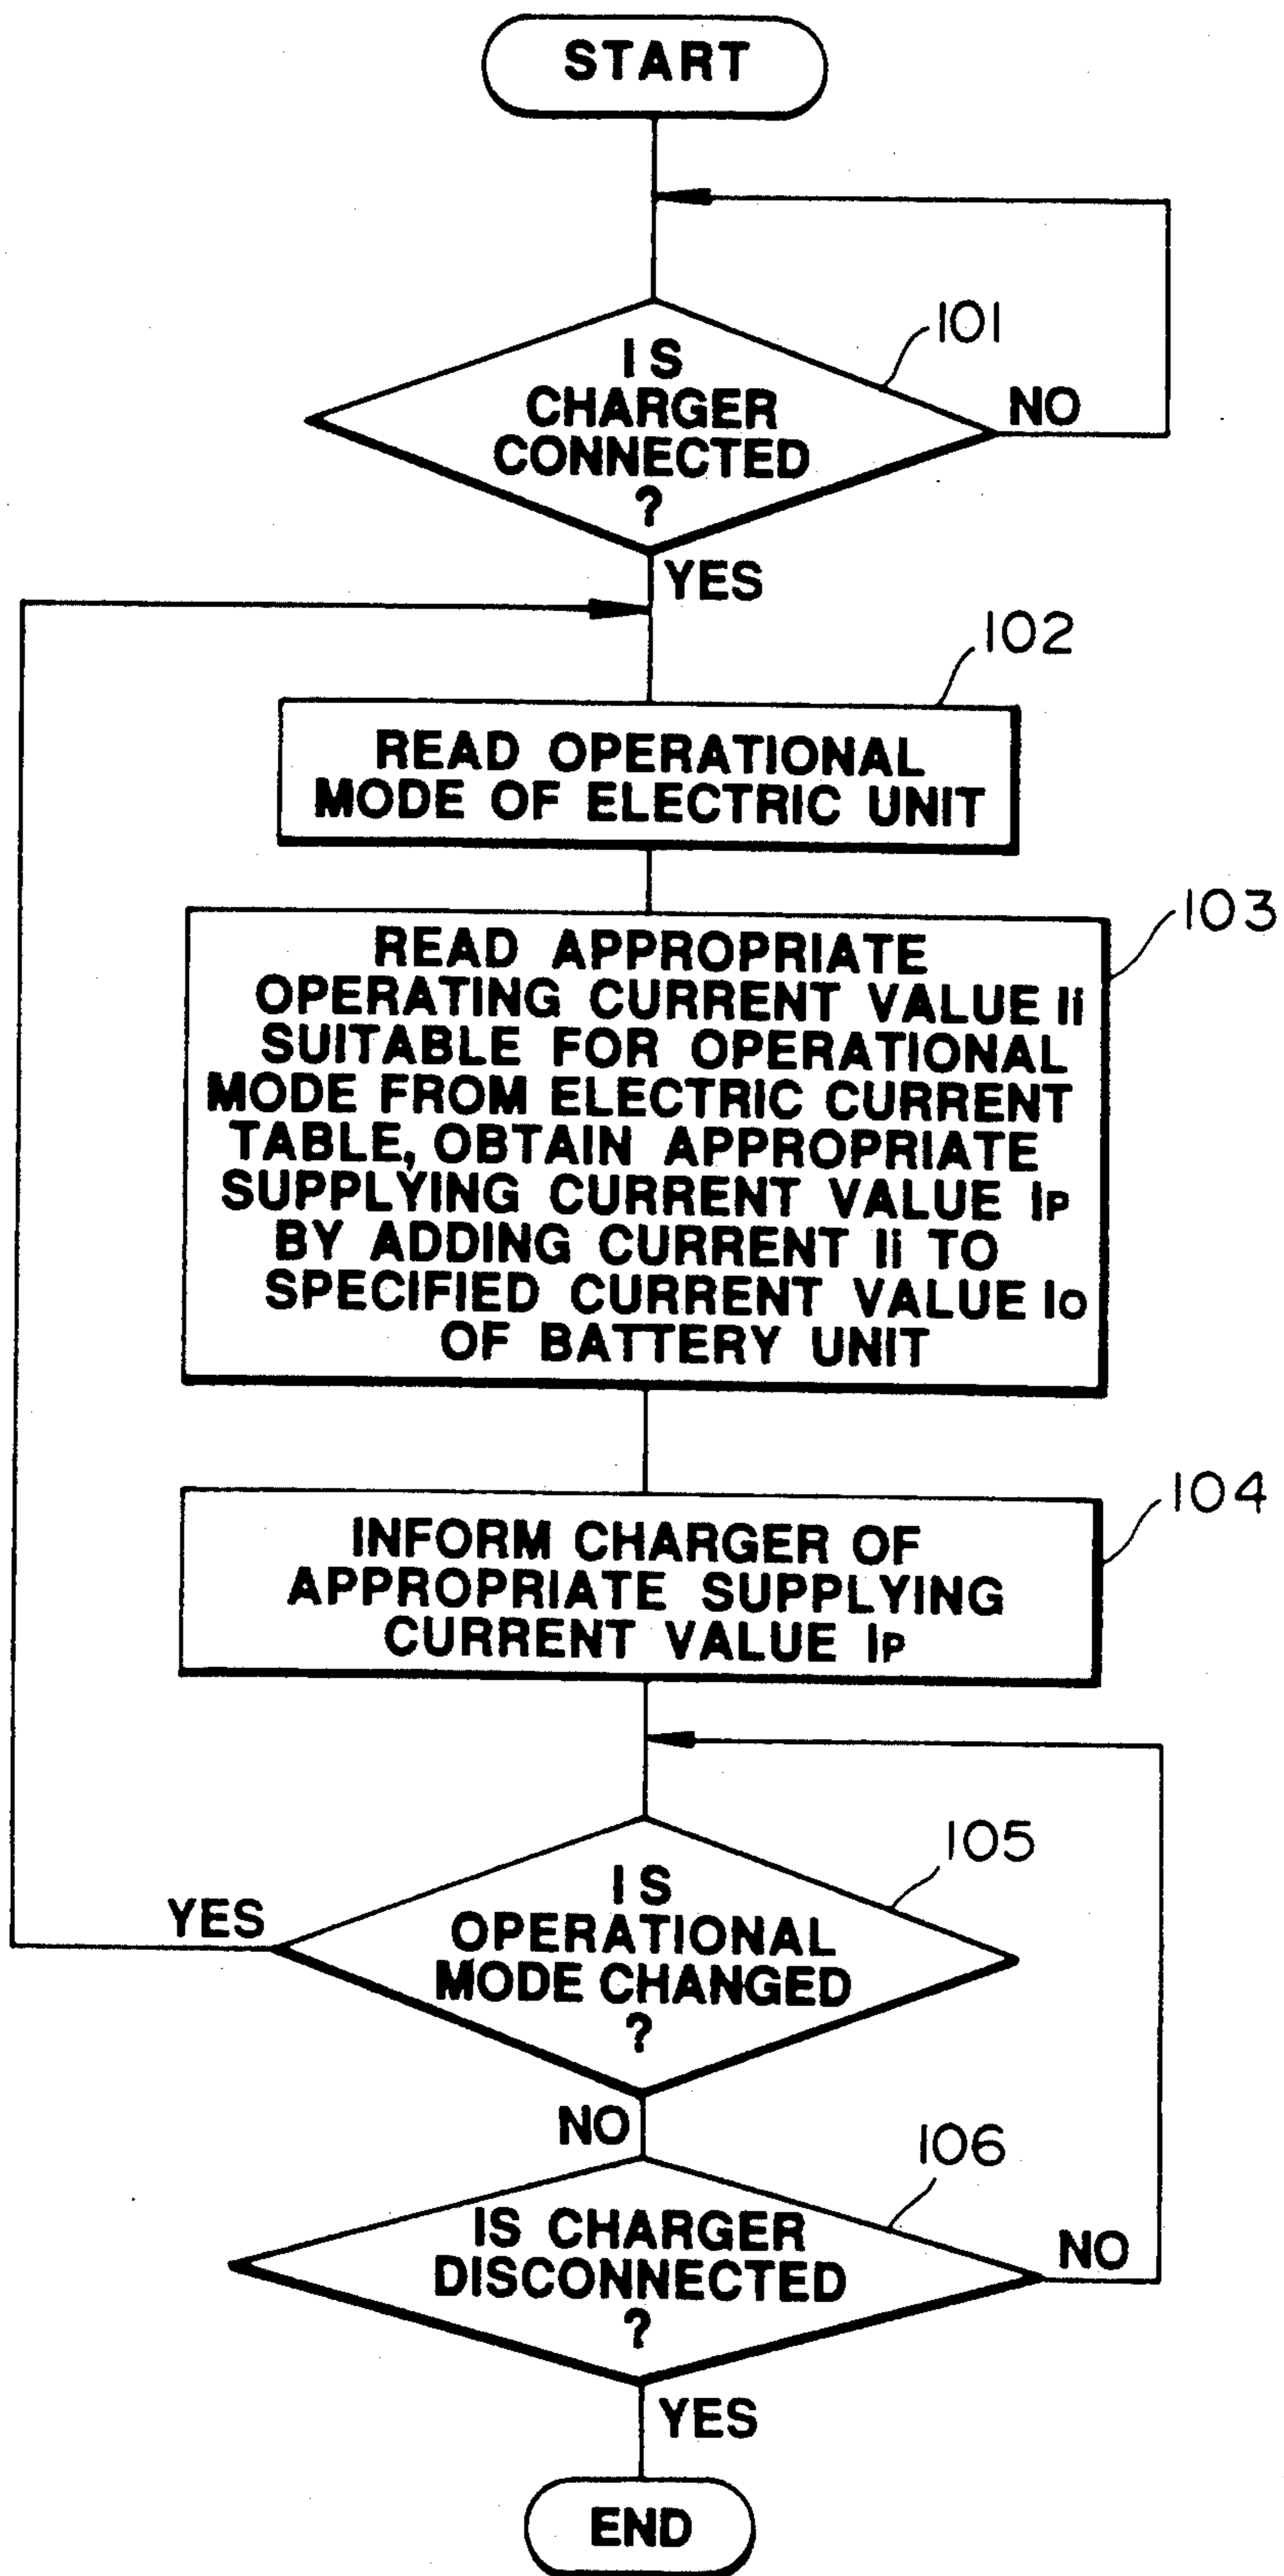 START
101
IS
CHARGER
CONNECTED
?
NO
YES
102
READ OPERATIONAL
MODE OF ELECTRIC UNIT
103
READ APPROPRIATE
OPERATING CURRENT VALUE Ii
SUITABLE FOR OPERATIONAL
MODE FROM ELECTRIC CURRENT
TABLE, OBTAIN APPROPRIATE
SUPPLYING CURRENT VALUE IP
BY ADDING CURRENT Ii TO
SPECIFIED CURRENT VALUE IO
OF BATTERY UNIT
104
INFORM CHARGER OF
APPROPRIATE SUPPLYING
CURRENT VALUE IP
105
IS
OPERATIONAL
MODE CHANGED
?
YES
NO
106
IS CHARGER
DISCONNECTED
?
NO
YES
END